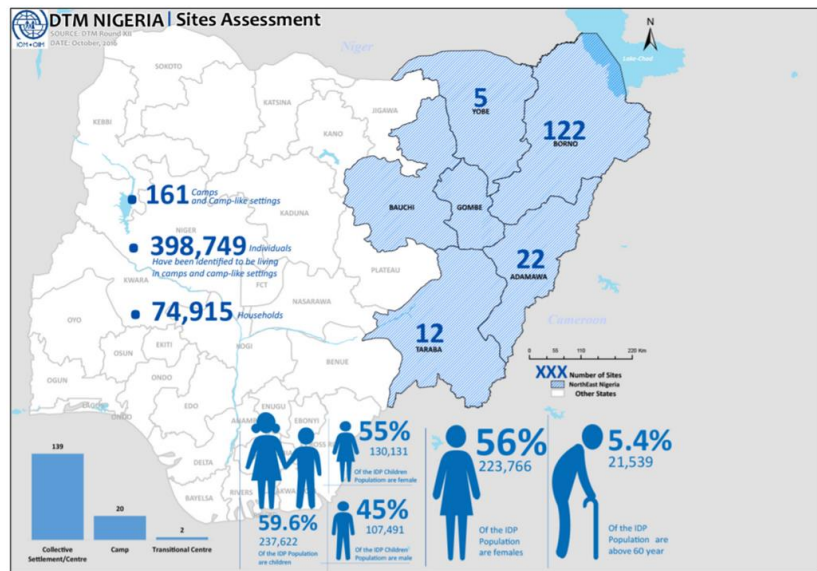 DTM NIGERIA | Sites Assessment
SOURCE: DTM Round XII
DATE: October, 2016
IOM • OIM
Niger
N
Lake Chad
SOKOTO
KATSINA
JIGAWA
KEBBI
KANO
5
YOBE
122
BORNO
161 Camps
and Camp-like settings
BAUCHI
GOMBE
KADUNA
NIGER
398,749 Individuals
Have been identified to be living
in camps and camp-like settings
PLATEAU
22
ADAMAWA
KWARA
FCT
NASARAWA
74,915 Households
OYO
12
TARABA
Cameroon
EKITI
KOGI
OSUN
BENUE
0 55 110 220 Km
XXX Number of Sites
NorthEast Nigeria
Other States
OGUN
ONDO
EDO
ENUGU
EBONYI
DELTA
BAYELSA
RIVERS
139
20
2
Collective
Settlement/Centre
Camp
Transitional Centre
59.6%
237,622
Of the IDP Population
are children
55%
130,131
Of the IDP Children
Population are female
45%
107,491
Of the IDP Children'
Population are male
56%
223,766
Of the IDP
Population
are females
5.4%
21,539
Of the IDP
Population are
above 60 year